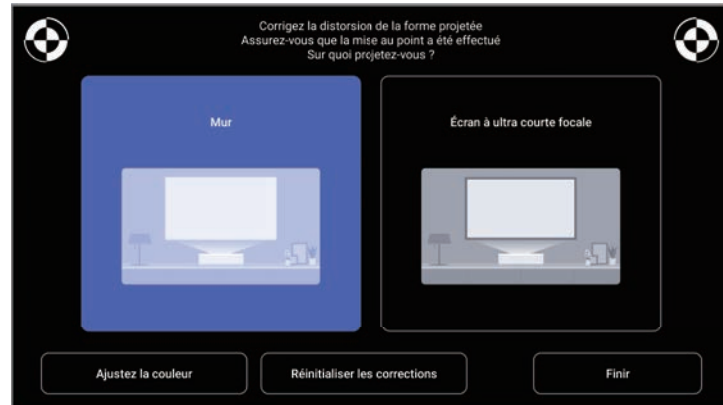 Corrigez la distorsion de la forme projetée
Assurez-vous que la mise au point a été effectué
Sur quoi projetez-vous ?
Mur
Écran à ultra courte focale
Ajustez la couleur
Réinitialiser les corrections
Finir